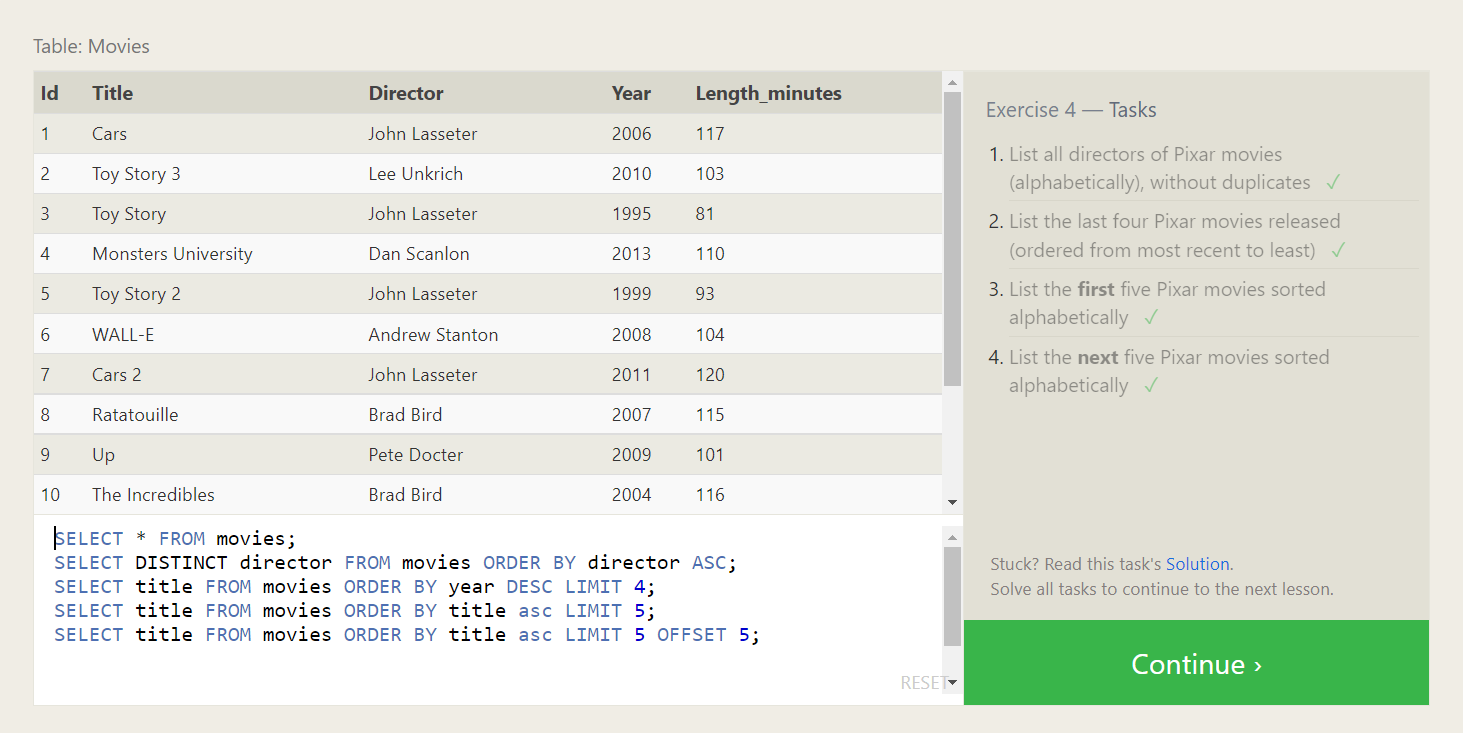 Table: Movies
Id Title Director Year Length_minutes
1 Cars John Lasseter 2006 117
2 Toy Story 3 Lee Unkrich 2010 103
3 Toy Story John Lasseter 1995 81
4 Monsters University Dan Scanlon 2013 110
5 Toy Story 2 John Lasseter 1999 93
6 WALL-E Andrew Stanton 2008 104
7 Cars 2 John Lasseter 2011 120
8 Ratatouille Brad Bird 2007 115
9 Up Pete Docter 2009 101
10 The Incredibles Brad Bird 2004 116
SELECT * FROM movies;
SELECT DISTINCT director FROM movies ORDER BY director ASC;
SELECT title FROM movies ORDER BY year DESC LIMIT 4;
SELECT title FROM movies ORDER BY title asc LIMIT 5;
SELECT title FROM movies ORDER BY title asc LIMIT 5 OFFSET 5;
RESET
Exercise 4 — Tasks
1. List all directors of Pixar movies
(alphabetically), without duplicates ✓
2. List the last four Pixar movies released
(ordered from most recent to least) ✓
3. List the first five Pixar movies sorted
alphabetically ✓
4. List the next five Pixar movies sorted
alphabetically ✓
Stuck? Read this task's Solution.
Solve all tasks to continue to the next lesson.
Continue ›